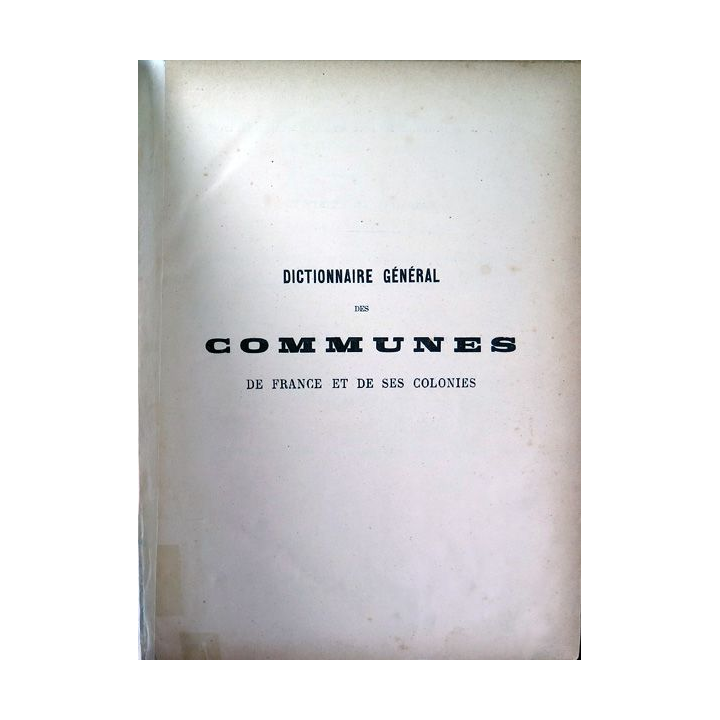 DICTIONNAIRE GÉNÉRAL
DES
COMMUNES
DE FRANCE ET DE SES COLONIES